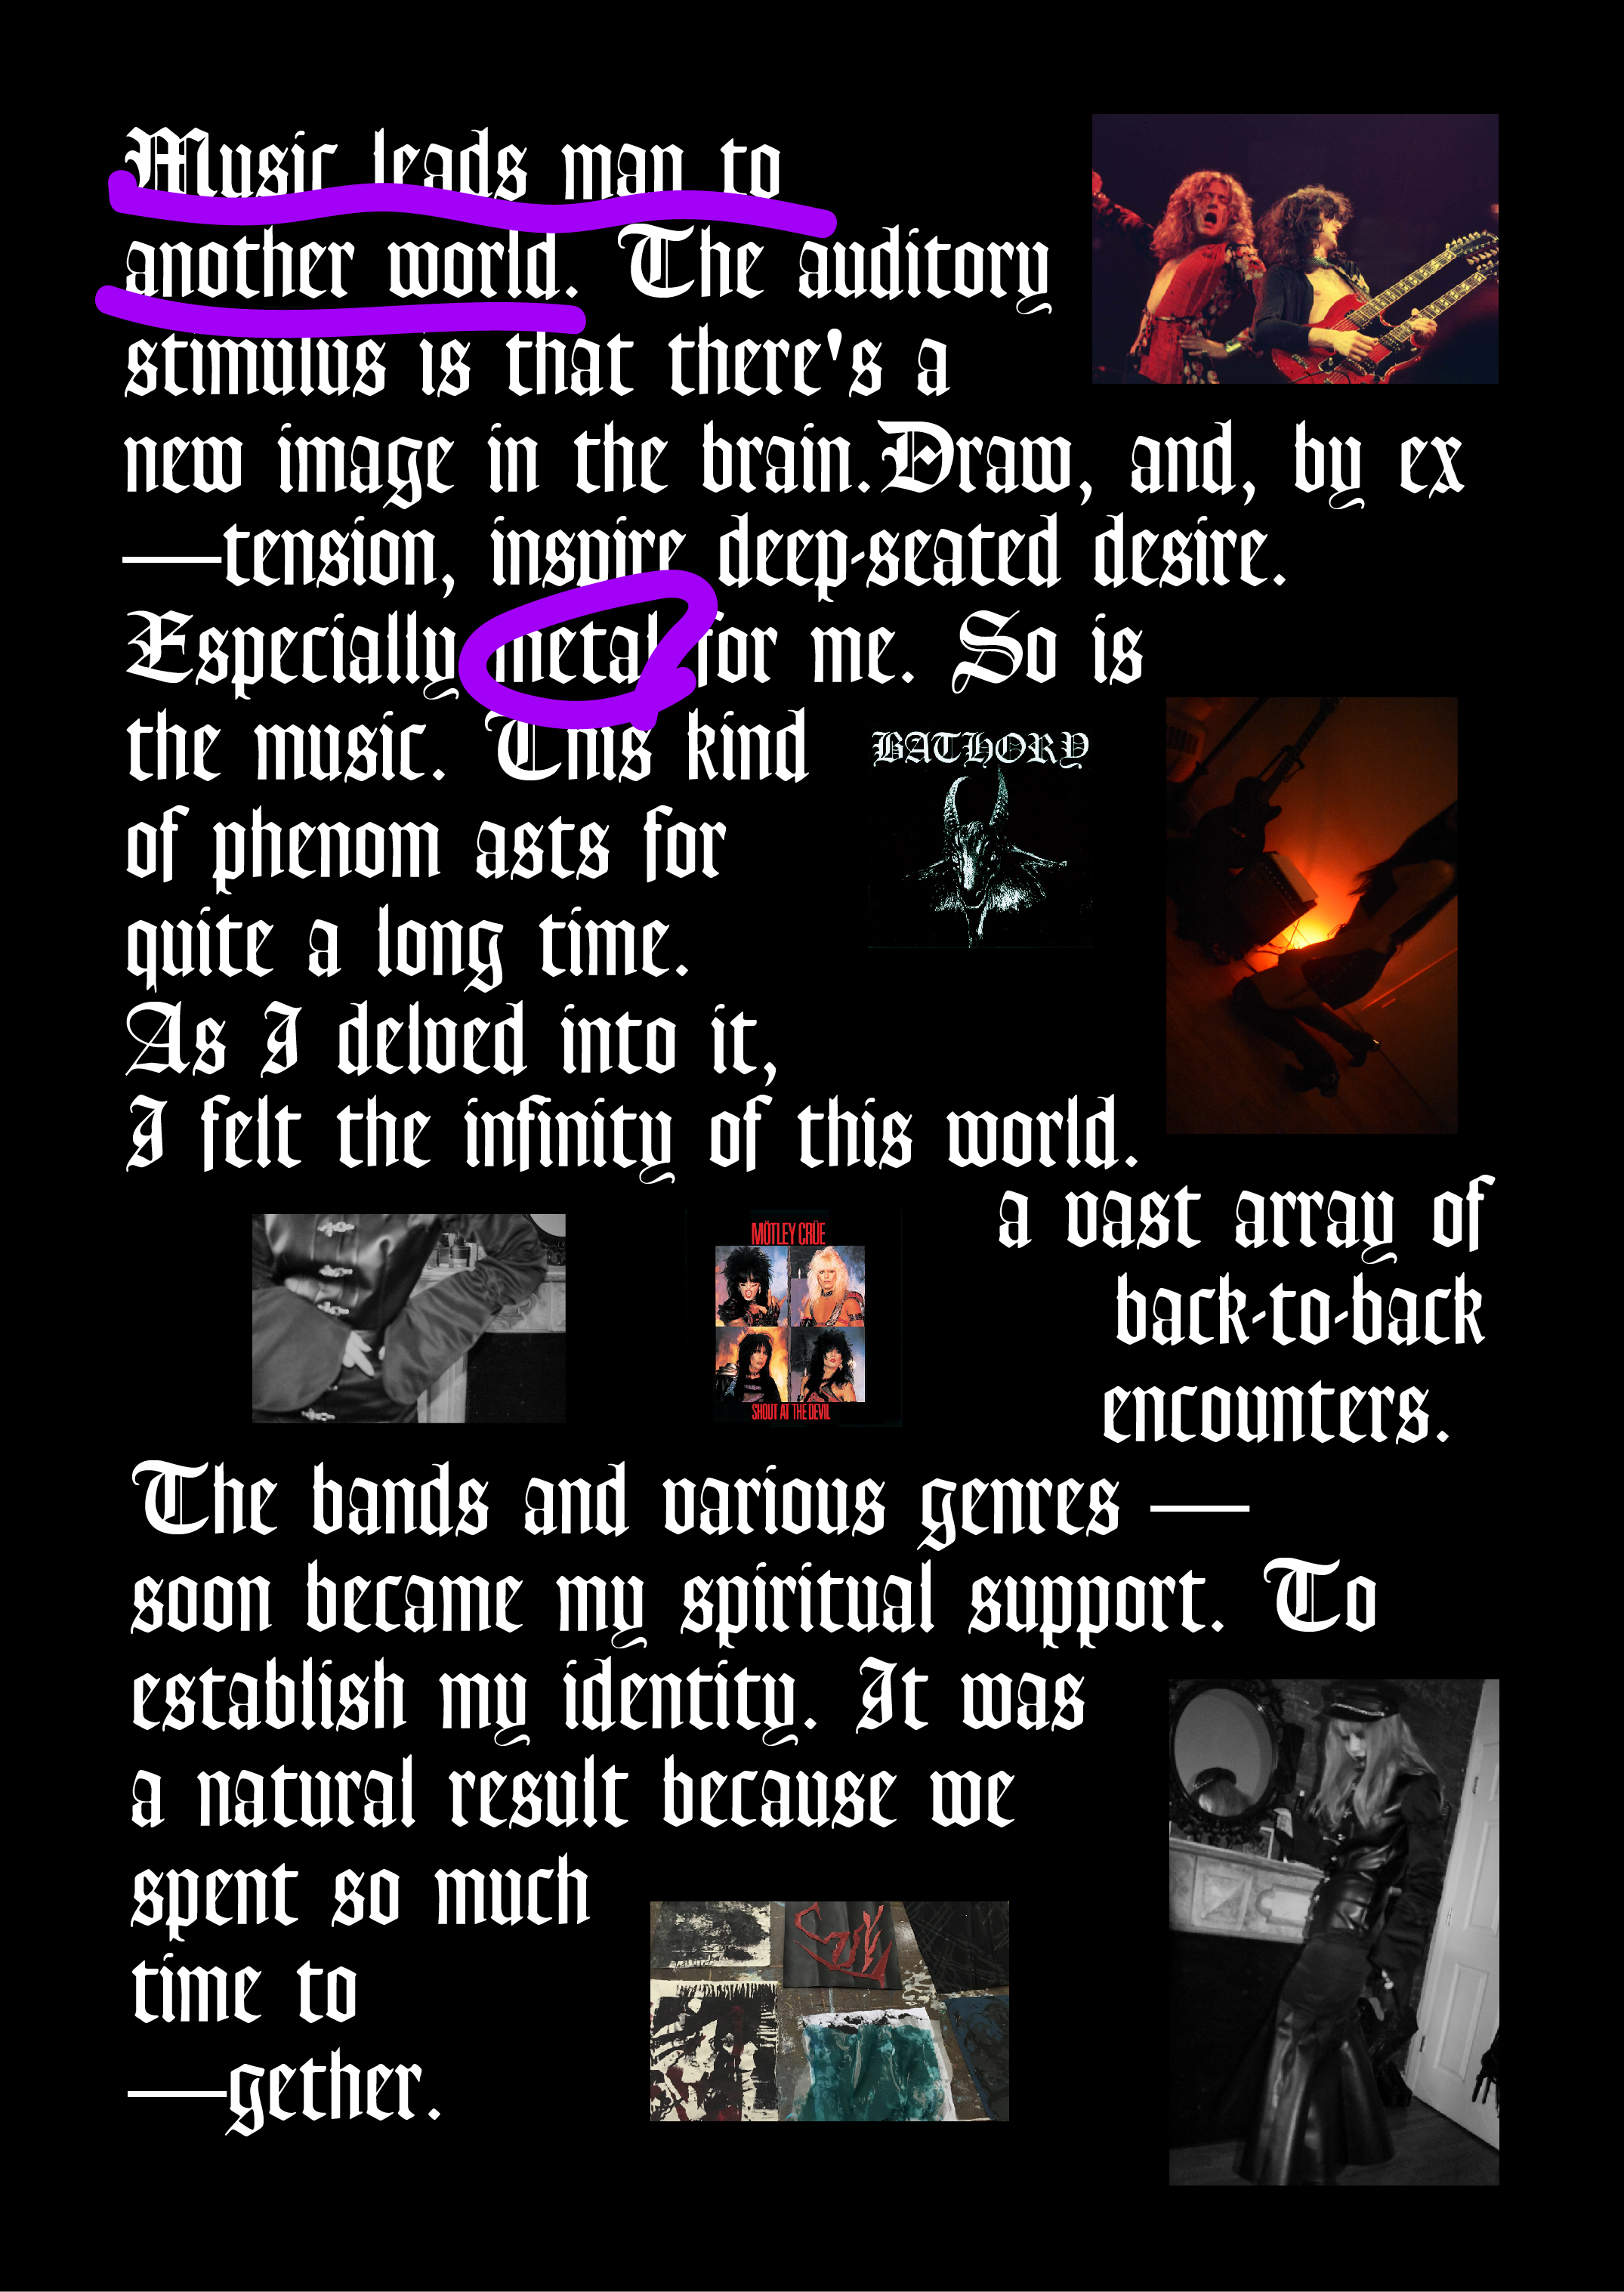 Music leads man to
another world. The auditory
stimulus is that there's a
new image in the brain.Draw, and, by ex
—tension, inspire deep-seated desire.
Especially metal for me. So is
the music. This kind
of phenom asts for
quite a long time.
As I delved into it,
I felt the infinity of this world.
BATHORY
a vast array of
back-to-back
encounters.
MÖTLEY CRÜE
SHOUT AT THE DEVIL
The bands and various genres —
soon became my spiritual support. To
establish my identity. It was
a natural result because we
spent so much
time to
—gether.